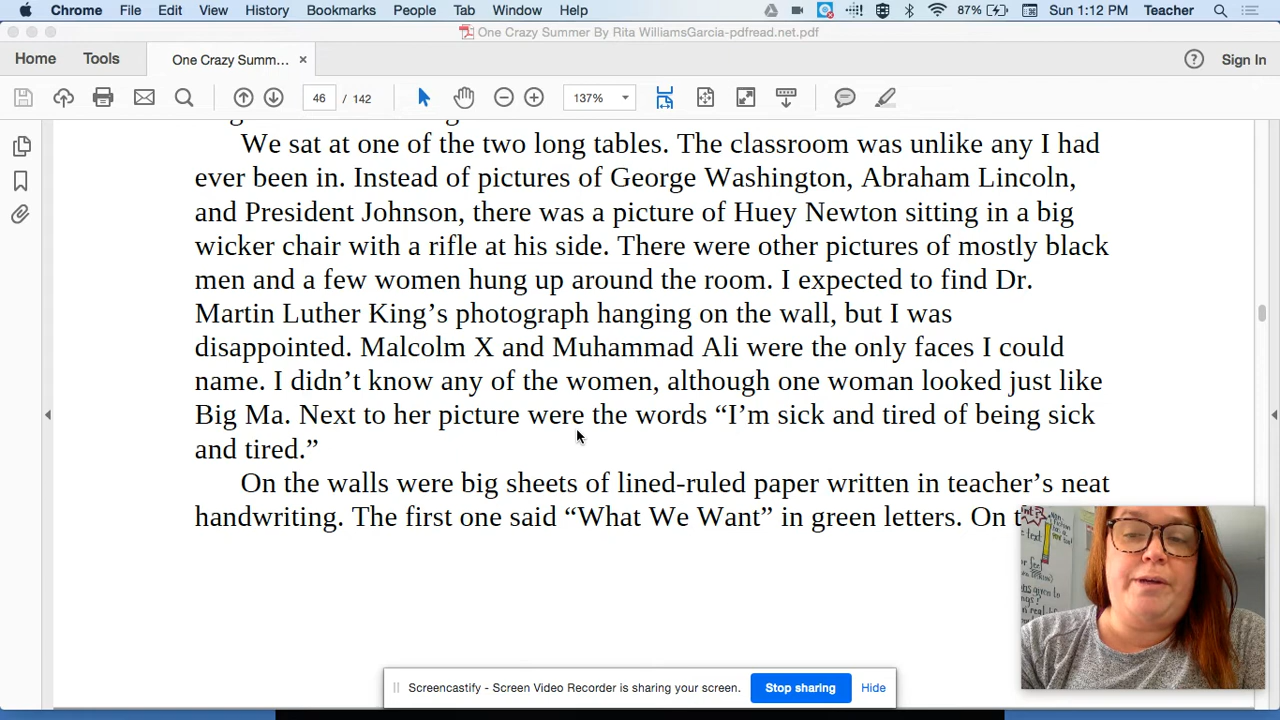 Chrome File Edit View History Bookmarks People Tab Window Help 87% Sun 1:12 PM Teacher
One Crazy Summer By Rita WilliamsGarcia-pdfread.net.pdf
Home Tools One Crazy Summ... × Sign In
46 / 142 137%
We sat at one of the two long tables. The classroom was unlike any I had
ever been in. Instead of pictures of George Washington, Abraham Lincoln,
and President Johnson, there was a picture of Huey Newton sitting in a big
wicker chair with a rifle at his side. There were other pictures of mostly black
men and a few women hung up around the room. I expected to find Dr.
Martin Luther King’s photograph hanging on the wall, but I was
disappointed. Malcolm X and Muhammad Ali were the only faces I could
name. I didn’t know any of the women, although one woman looked just like
Big Ma. Next to her picture were the words “I’m sick and tired of being sick
and tired.”
On the walls were big sheets of lined-ruled paper written in teacher’s neat
handwriting. The first one said “What We Want” in green letters. On
Screencastify - Screen Video Recorder is sharing your screen. Stop sharing Hide